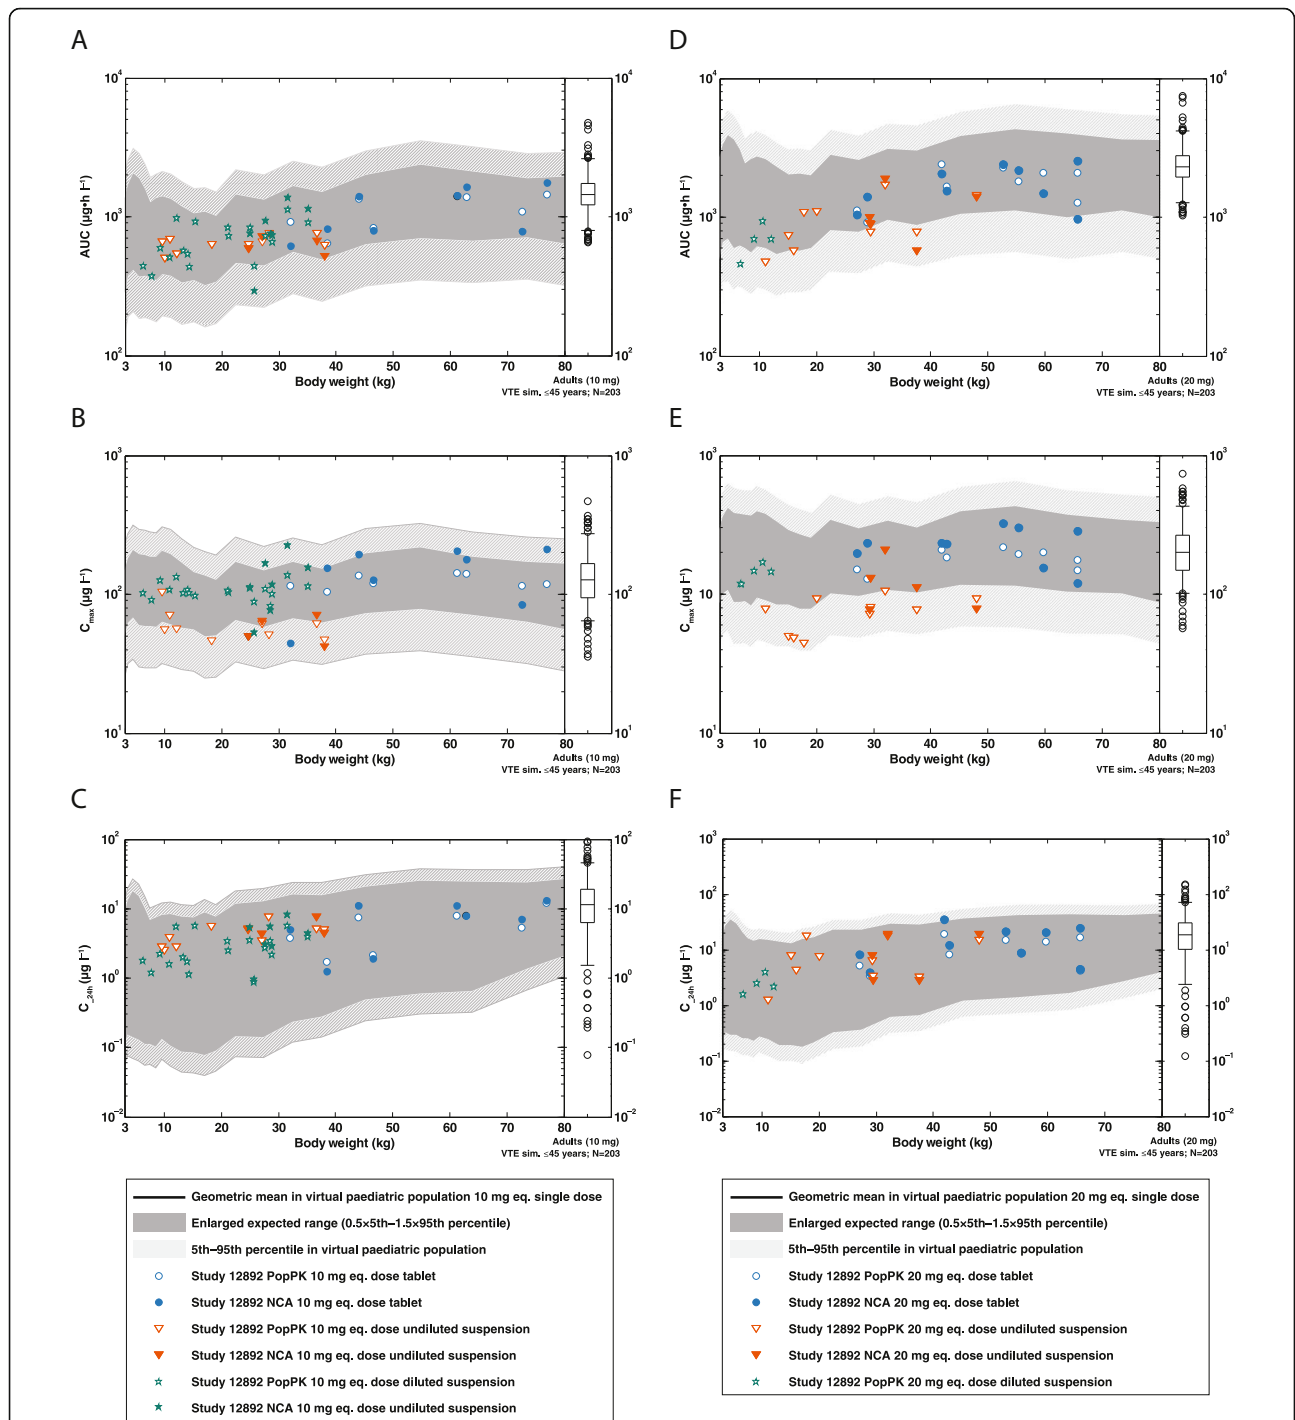 A
AUC (µg•h l⁻¹)
10⁴
10³
10²
10⁴
10³
10²
3 10 20 30 40 50 60 70 80
Body weight (kg)
Adults (10 mg)
VTE sim. ≤45 years; N=203
D
AUC (µg•h l⁻¹)
10⁴
10³
10²
10⁴
10³
10²
3 10 20 30 40 50 60 70 80
Body weight (kg)
Adults (20 mg)
VTE sim. ≤45 years; N=203
B
Cmax (µg l⁻¹)
10³
10²
10¹
10³
10²
10¹
3 10 20 30 40 50 60 70 80
Body weight (kg)
Adults (10 mg)
VTE sim. ≤45 years; N=203
E
Cmax (µg l⁻¹)
10³
10²
10¹
10³
10²
10¹
3 10 20 30 40 50 60 70 80
Body weight (kg)
Adults (20 mg)
VTE sim. ≤45 years; N=203
C
C_24h (µg l⁻¹)
10²
10¹
10⁰
10⁻¹
10⁻²
10²
10¹
10⁰
10⁻¹
10⁻²
3 10 20 30 40 50 60 70 80
Body weight (kg)
Adults (10 mg)
VTE sim. ≤45 years; N=203
F
C_24h (µg l⁻¹)
10³
10²
10¹
10⁰
10⁻¹
10⁻²
10³
10²
10¹
10⁰
10⁻¹
10⁻²
3 10 20 30 40 50 60 70 80
Body weight (kg)
Adults (20 mg)
VTE sim. ≤45 years; N=203
Geometric mean in virtual paediatric population 10 mg eq. single dose
Enlarged expected range (0.5×5th–1.5×95th percentile)
5th–95th percentile in virtual paediatric population
Study 12892 PopPK 10 mg eq. dose tablet
Study 12892 NCA 10 mg eq. dose tablet
Study 12892 PopPK 10 mg eq. dose undiluted suspension
Study 12892 NCA 10 mg eq. dose undiluted suspension
Study 12892 PopPK 10 mg eq. dose diluted suspension
Study 12892 NCA 10 mg eq. dose undiluted suspension
Geometric mean in virtual paediatric population 20 mg eq. single dose
Enlarged expected range (0.5×5th–1.5×95th percentile)
5th–95th percentile in virtual paediatric population
Study 12892 PopPK 20 mg eq. dose tablet
Study 12892 NCA 20 mg eq. dose tablet
Study 12892 PopPK 20 mg eq. dose undiluted suspension
Study 12892 NCA 20 mg eq. dose undiluted suspension
Study 12892 PopPK 20 mg eq. dose diluted suspension